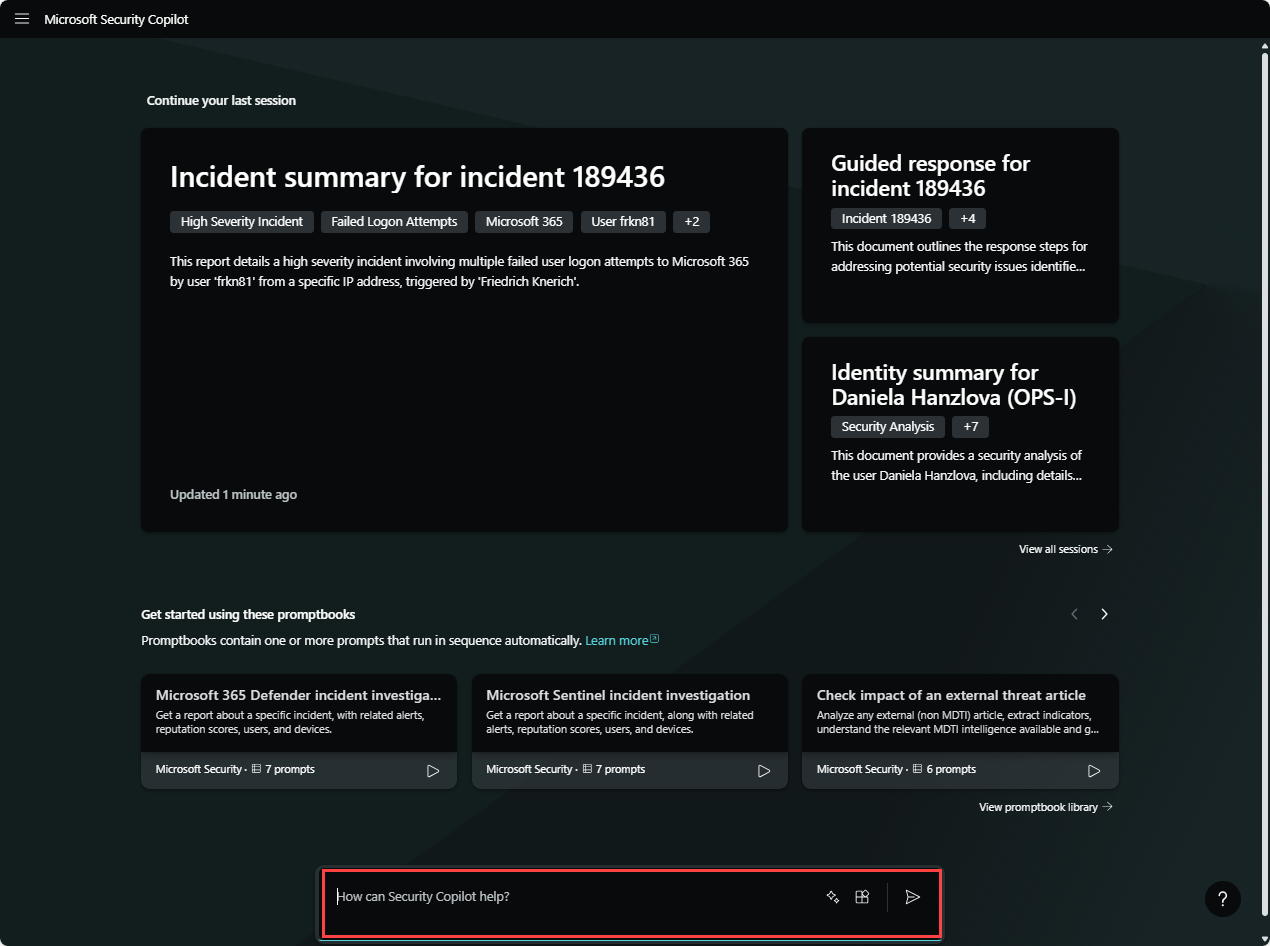 Microsoft Security Copilot
Continue your last session
Incident summary for incident 189436
High Severity Incident Failed Logon Attempts Microsoft 365 User frkn81 +2
This report details a high severity incident involving multiple failed user logon attempts to Microsoft 365
by user 'frkn81' from a specific IP address, triggered by 'Friedrich Knerich'.
Updated 1 minute ago
Guided response for
incident 189436
Incident 189436 +4
This document outlines the response steps for
addressing potential security issues identifie...
Identity summary for
Daniela Hanzlova (OPS-I)
Security Analysis +7
This document provides a security analysis of
the user Daniela Hanzlova, including details...
View all sessions
Get started using these promptbooks
Promptbooks contain one or more prompts that run in sequence automatically. Learn more
Microsoft 365 Defender incident investiga...
Get a report about a specific incident, with related alerts,
reputation scores, users, and devices.
Microsoft Security · 7 prompts
Microsoft Sentinel incident investigation
Get a report about a specific incident, along with related
alerts, reputation scores, users, and devices.
Microsoft Security · 7 prompts
Check impact of an external threat article
Analyze any external (non MDTI) article, extract indicators,
understand the relevant MDTI intelligence available and g...
Microsoft Security · 6 prompts
View promptbook library
How can Security Copilot help?
?